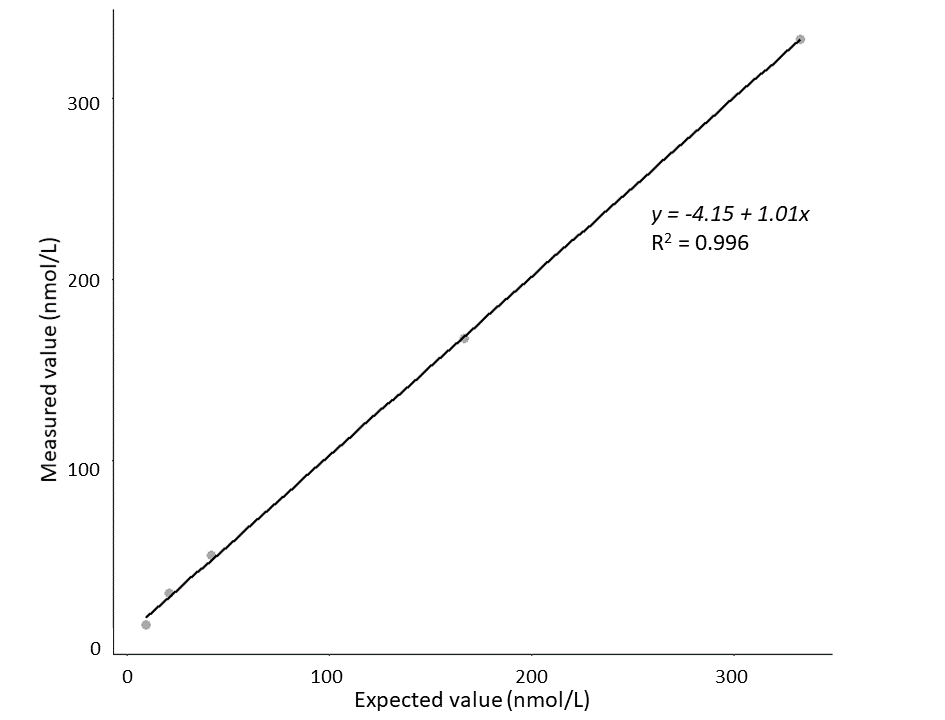 300
200
100
0
Measured value (nmol/L)
y = -4.15 + 1.01x
R² = 0.996
0 100 200 300
Expected value (nmol/L)